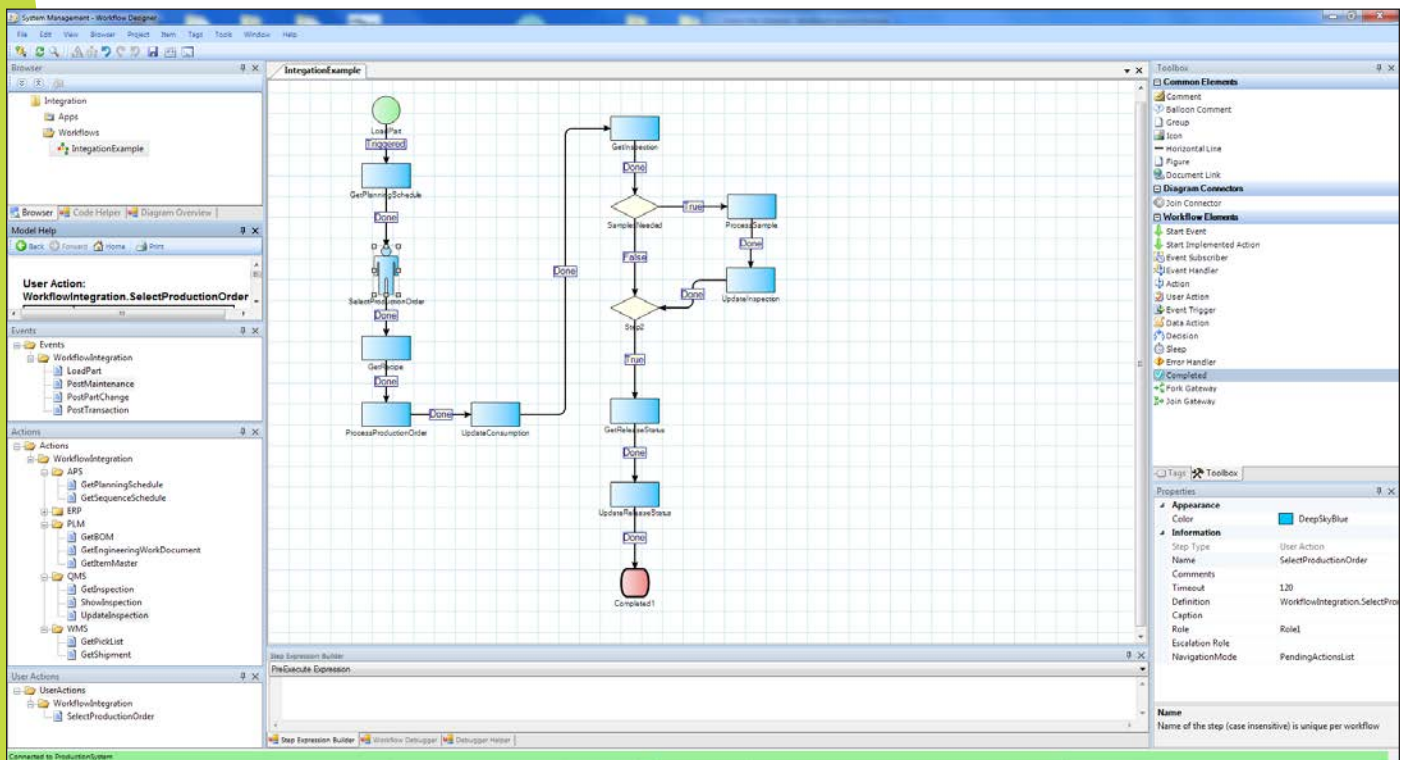 System Management - Workflow Designer
File Edit View Browser Project Item Tags Tools Window Help
Browser
Integration
Apps
Workflows
IntegationExample
Browser Code Helper Diagram Overview
Model Help
Back Forward Home Print
User Action:
WorkflowIntegration.SelectProductionOrder
Events
Events
WorkflowIntegration
LoadPart
PostMaintenance
PostPartChange
PostTransaction
Actions
Actions
WorkflowIntegration
APS
GetPlanningSchedule
GetSequenceSchedule
ERP
PLM
GetBOM
GetEngineeringWorkDocument
GetItemMaster
QMS
GetInspection
ShowInspection
UpdateInspection
WMS
GetPickList
GetShipment
User Actions
UserActions
WorkflowIntegration
SelectProductionOrder
Connected to ProductionSystem
IntegationExample
LoadPart
Triggered
GetPlanningSchedule
Done
SelectProductionOrder
Done
GetRecipe
Done
ProcessProductionOrder
Done
UpdateConsumption
Done
GetInspection
Done
SampleNeeded
True
ProcessSample
Done
UpdateInspecton
Done
False
Step2
True
GetReleaseStatus
Done
UpdateReleaseStatus
Done
Completed1
Step Expression Builder
PreExecute Expression
Step Expression Builder Workflow Debugger Debugger Helper
Toolbox
Common Elements
Comment
Balloon Comment
Group
Icon
Horizontal Line
Figure
Document Link
Diagram Connectors
Join Connector
Workflow Elements
Start Event
Start Implemented Action
Event Subscriber
Event Handler
Action
User Action
Event Trigger
Data Action
Decision
Sleep
Error Handler
Completed
Fork Gateway
Join Gateway
Tags Toolbox
Properties
Appearance
Color DeepSkyBlue
Information
Step Type User Action
Name SelectProductionOrder
Comments
Timeout 120
Definition WorkflowIntegration.SelectPro
Caption
Role Role1
Escalation Role
NavigationMode PendingActionsList
Name
Name of the step (case insensitive) is unique per workflow